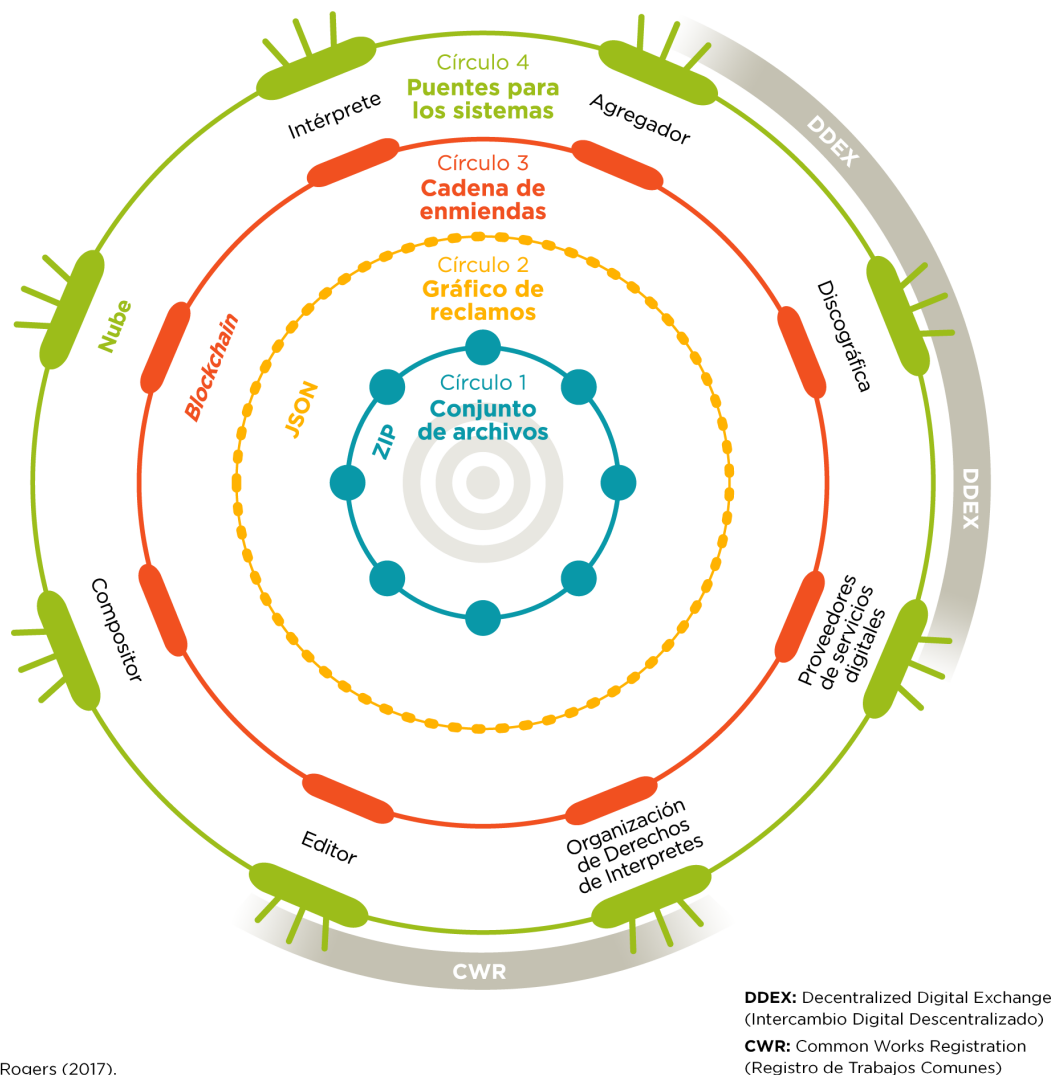 Círculo 4
Puentes para
los sistemas
Intérprete
Agregador
DDEX
Círculo 3
Cadena de
enmiendas
Círculo 2
Gráfico de
reclamos
Nube
Blockchain
JSON
Círculo 1
Conjunto
de archivos
ZIP
Discográfica
DDEX
Compositor
Proveedores
de servicios
digitales
Editor
Organización
de Derechos
de Interpretes
CWR
DDEX: Decentralized Digital Exchange
(Intercambio Digital Descentralizado)
CWR: Common Works Registration
(Registro de Trabajos Comunes)
Rogers (2017).